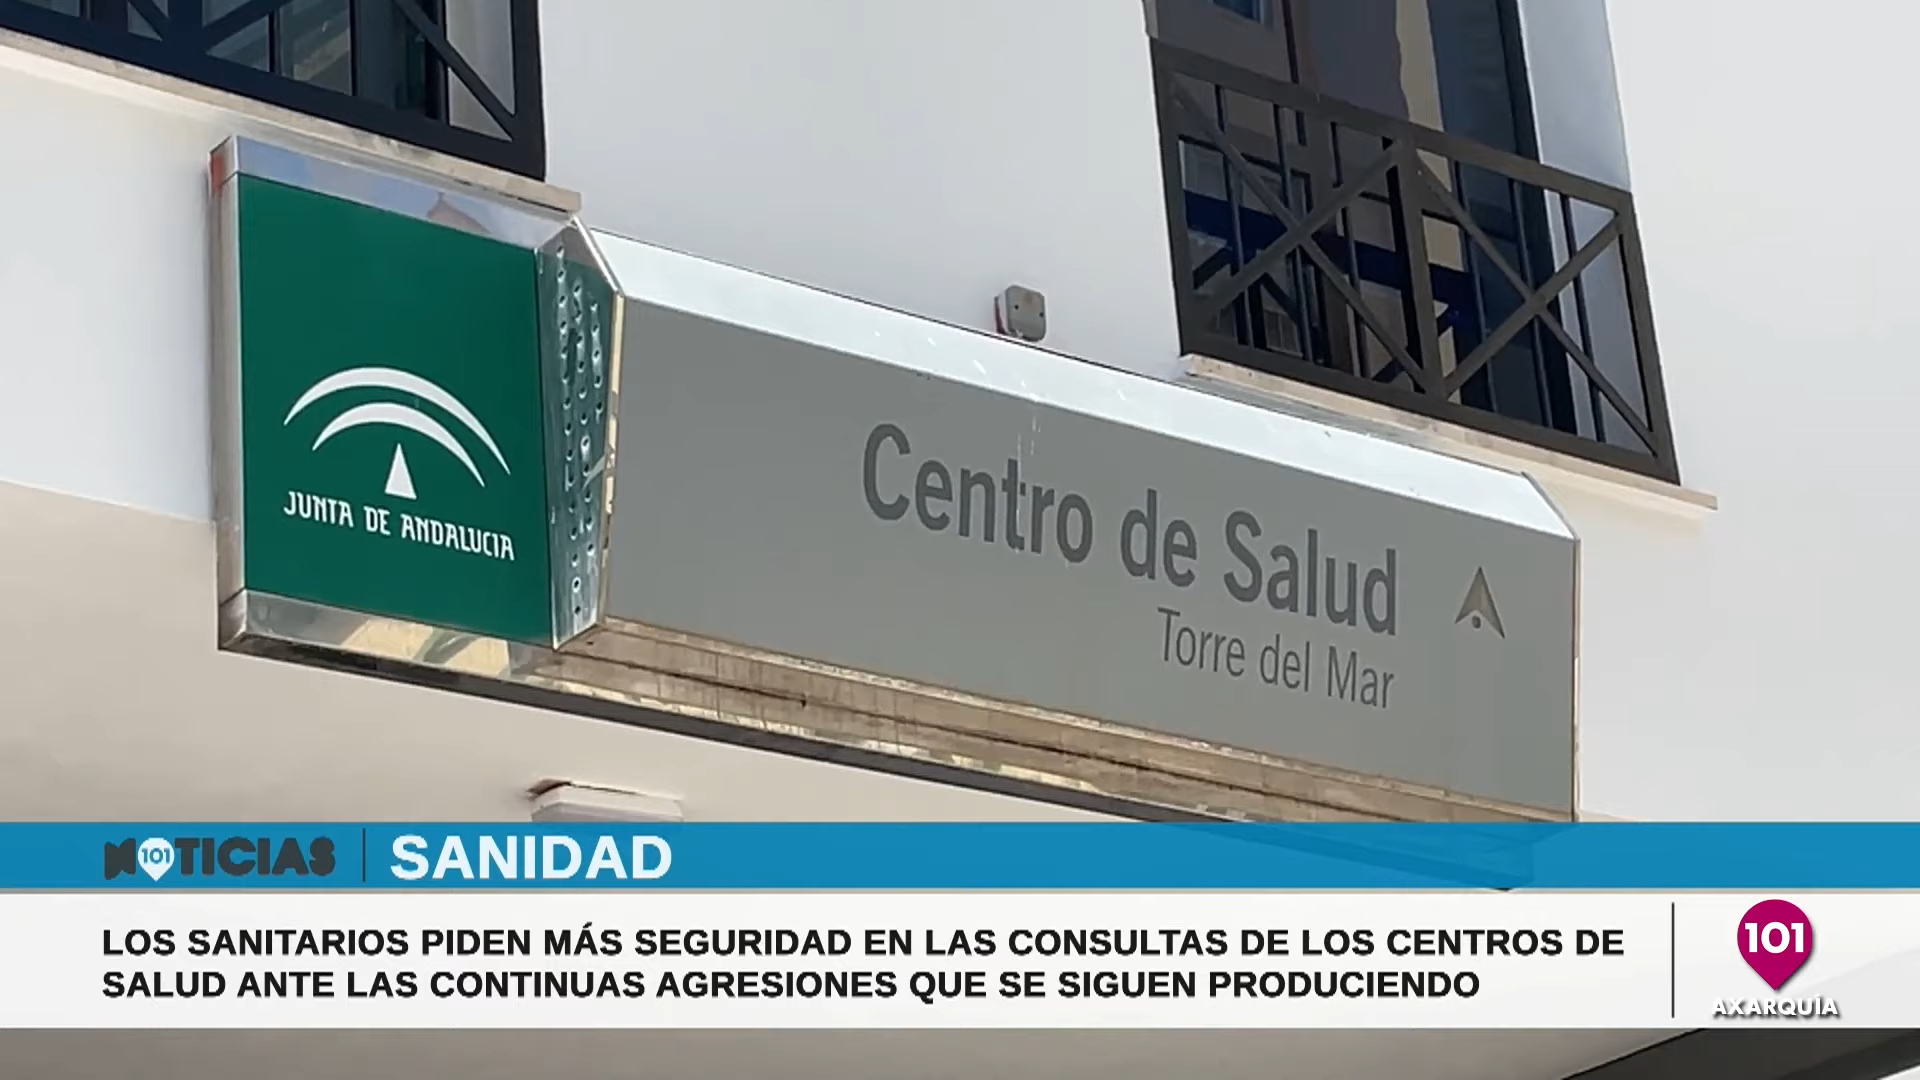 JUNTA DE ANDALUCIA
Centro de Salud
Torre del Mar
NOTICIAS 101
SANIDAD
LOS SANITARIOS PIDEN MÁS SEGURIDAD EN LAS CONSULTAS DE LOS CENTROS DE
SALUD ANTE LAS CONTINUAS AGRESIONES QUE SE SIGUEN PRODUCIENDO
101
AXARQUÍA